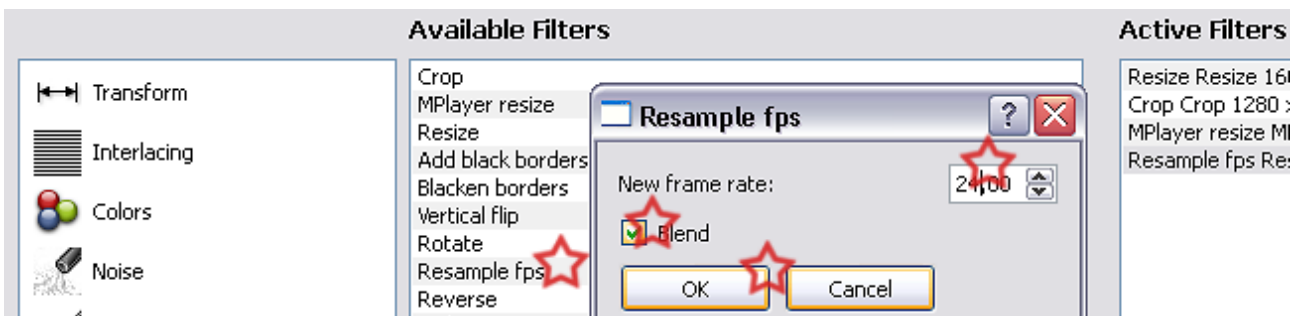 Available Filters
Active Filters
Transform
Interlacing
Colors
Noise
Crop
MPlayer resize
Resize
Add black borders
Blacken borders
Vertical flip
Rotate
Resample fps
Reverse
Resample fps
New frame rate:
24,00
Blend
OK
Cancel
Resize Resize 160
Crop Crop 1280 x
MPlayer resize
Resample fps